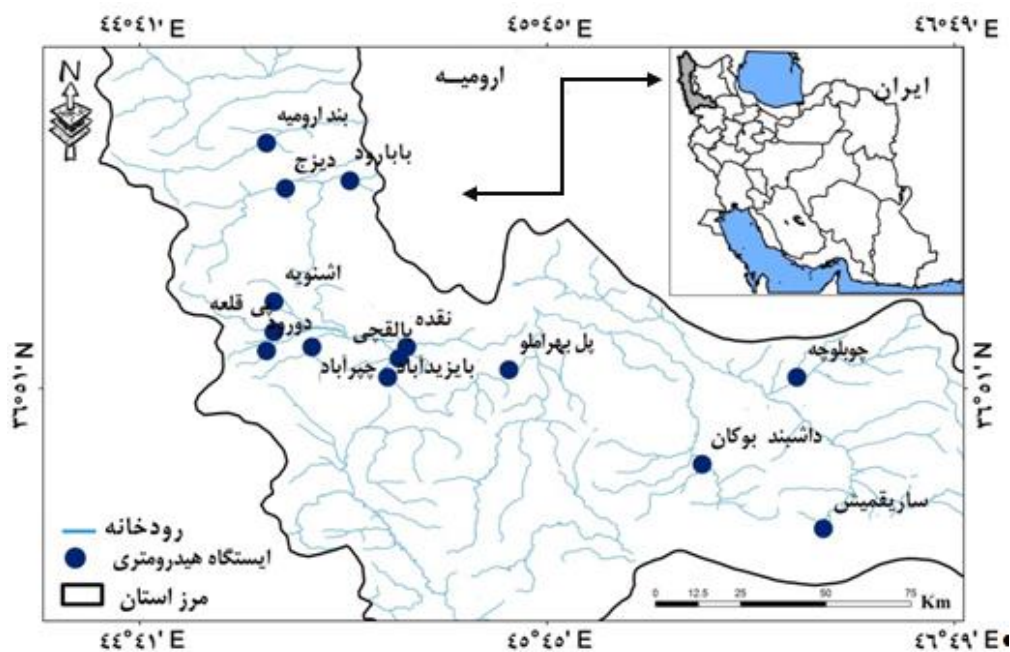 ۴۴°۴۱′ E
۴۵°۴۵′ E
۴۶°۴۹′ E
N
ارومیـــه
ایران
بند ارومیه
بابارود
دیزج
اشنویه
پی قلعه
دورود
نقده
بالقچی
پل بهراملو
چوبلوچه
چپرآباد
بایزیدآباد
۳۶°۵۱′ N
۳۶°۵۱′ N
داشبند بوکان
ساریقمیش
رودخانه
ایستگاه هیدرومتری
مرز استان
0 12.5 25 50 75
Km
۴۴°۴۱′ E
۴۵°۴۵′ E
۴۶°۴۹′ E